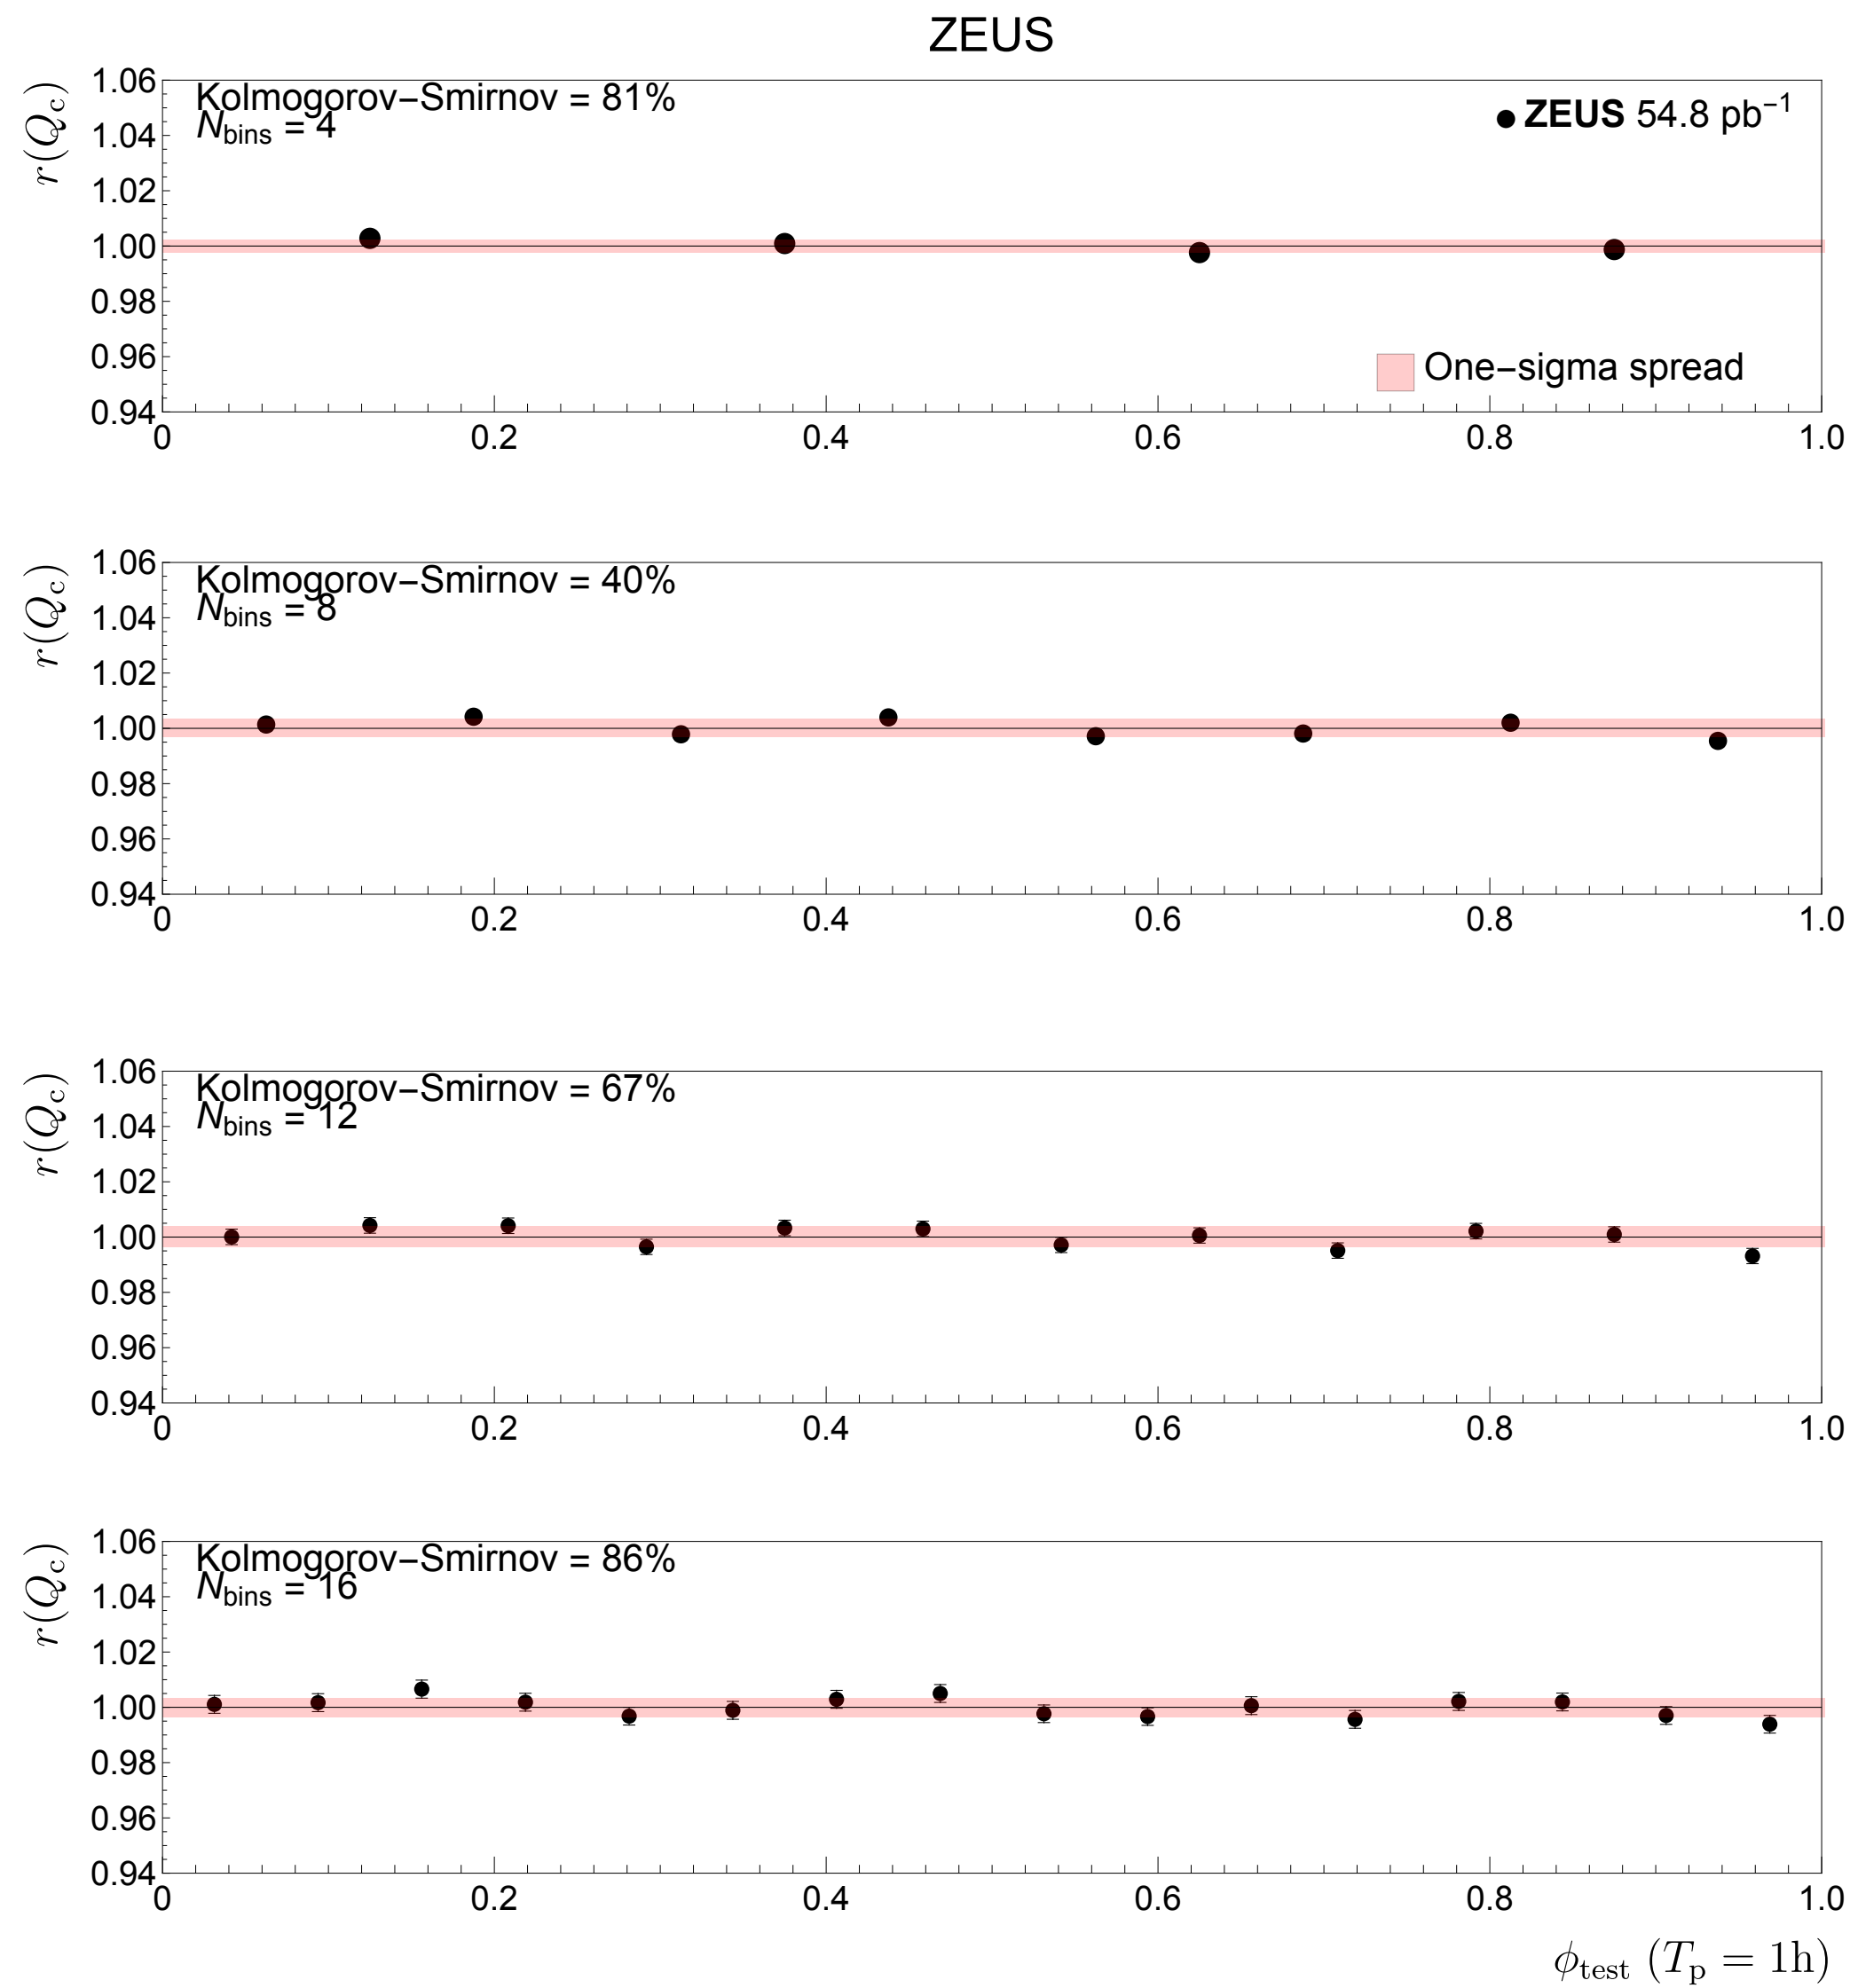 ZEUS
r(Q_c)
1.06
1.04
1.02
1.00
0.98
0.96
0.94
Kolmogorov−Smirnov = 81%
N_bins = 4
ZEUS 54.8 pb⁻¹
One−sigma spread
0 0.2 0.4 0.6 0.8 1.0
r(Q_c)
1.06
1.04
1.02
1.00
0.98
0.96
0.94
Kolmogorov−Smirnov = 40%
N_bins = 8
0 0.2 0.4 0.6 0.8 1.0
r(Q_c)
1.06
1.04
1.02
1.00
0.98
0.96
0.94
Kolmogorov−Smirnov = 67%
N_bins = 12
0 0.2 0.4 0.6 0.8 1.0
r(Q_c)
1.06
1.04
1.02
1.00
0.98
0.96
0.94
Kolmogorov−Smirnov = 86%
N_bins = 16
0 0.2 0.4 0.6 0.8 1.0
ϕ_test (T_p = 1h)